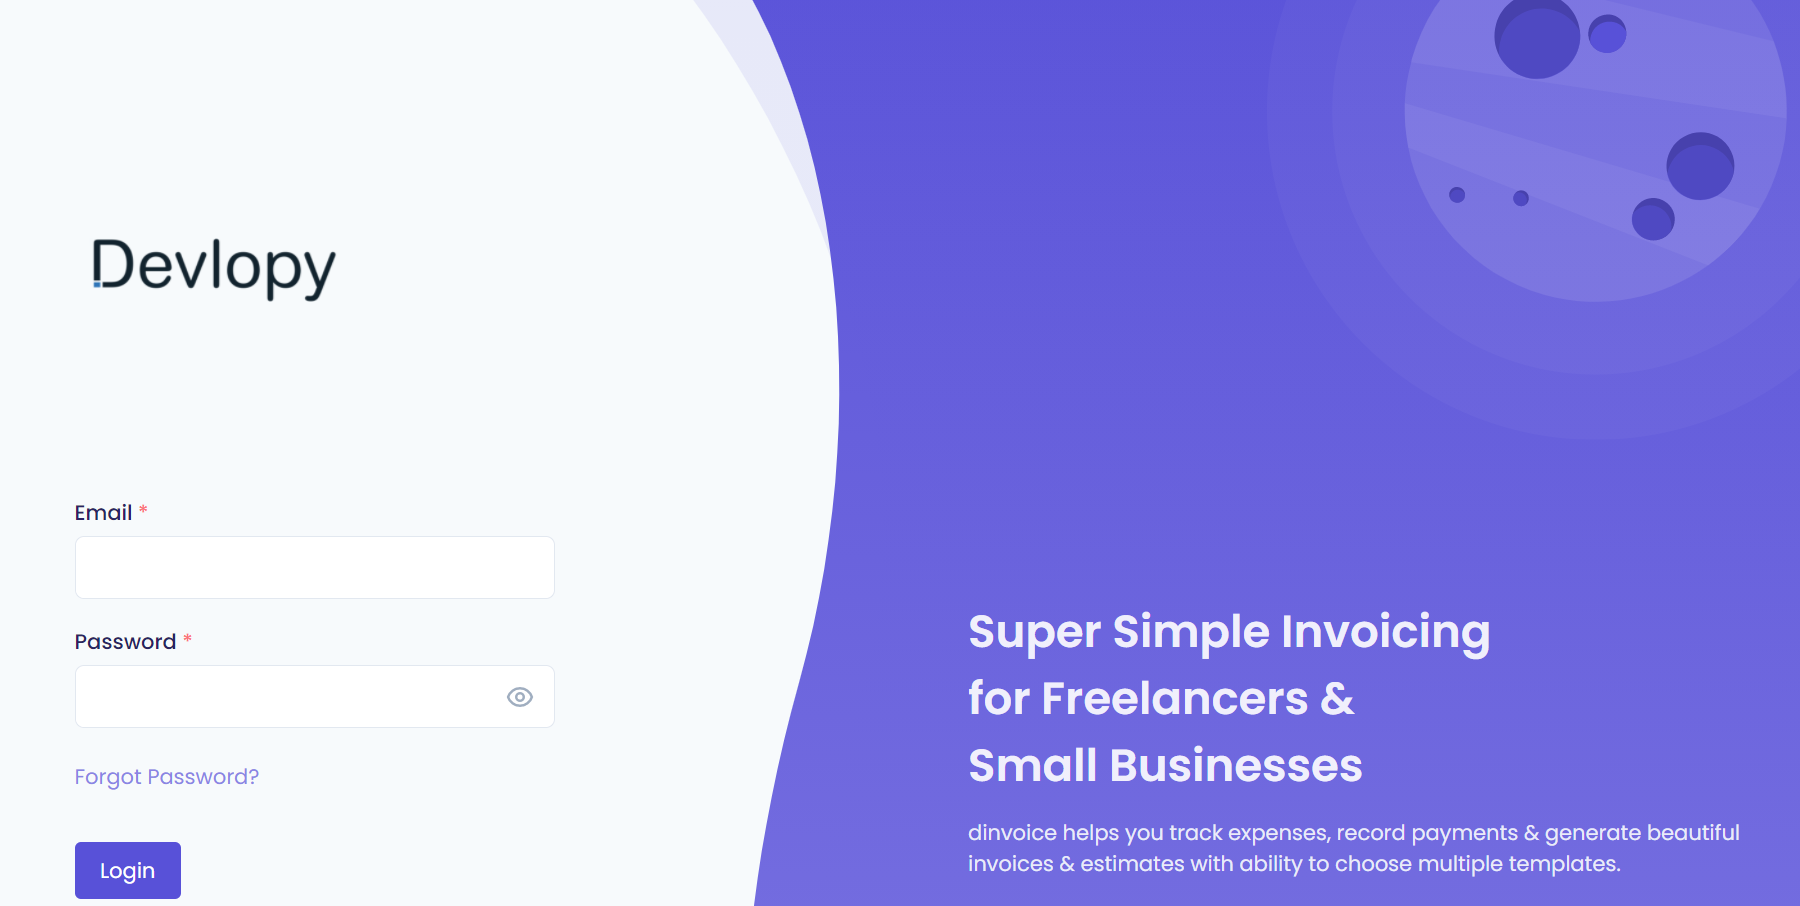 Devlopy
Email *
Password *
Forgot Password?
Login
Super Simple Invoicing
for Freelancers &
Small Businesses
dinvoice helps you track expenses, record payments & generate beautiful
invoices & estimates with ability to choose multiple templates.